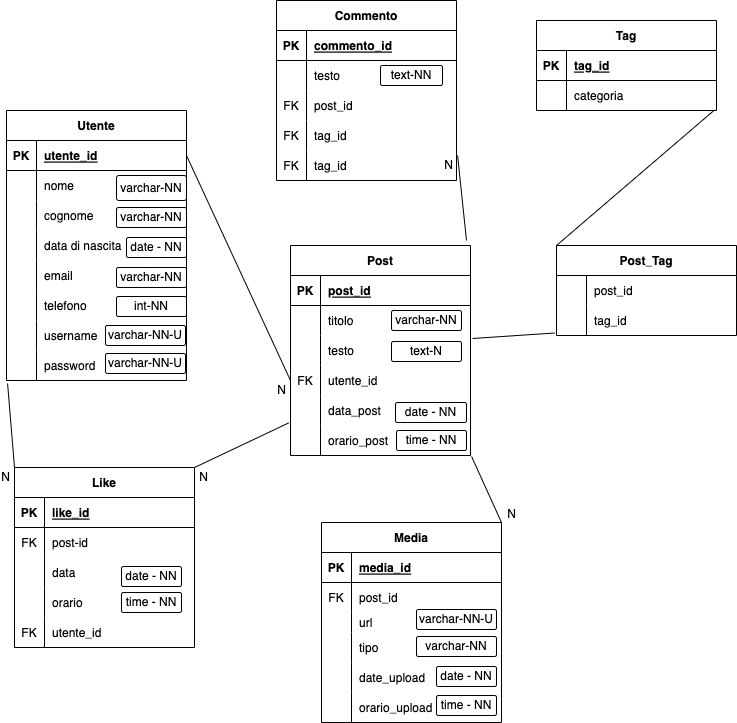 Commento
PK commento_id
testo text-NN
FK post_id
FK tag_id
FK tag_id
N
Tag
PK tag_id
categoria
Utente
PK utente_id
nome varchar-NN
cognome varchar-NN
data di nascita date - NN
email varchar-NN
telefono int-NN
username varchar-NN-U
password varchar-NN-U
Post
PK post_id
titolo varchar-NN
testo text-N
FK utente_id
data_post date - NN
orario_post time - NN
N
Post_Tag
post_id
tag_id
N
N
Like
PK like_id
FK post-id
data date - NN
orario time - NN
FK utente_id
N
Media
PK media_id
FK post_id
url varchar-NN-U
tipo varchar-NN
date_upload date - NN
orario_upload time - NN